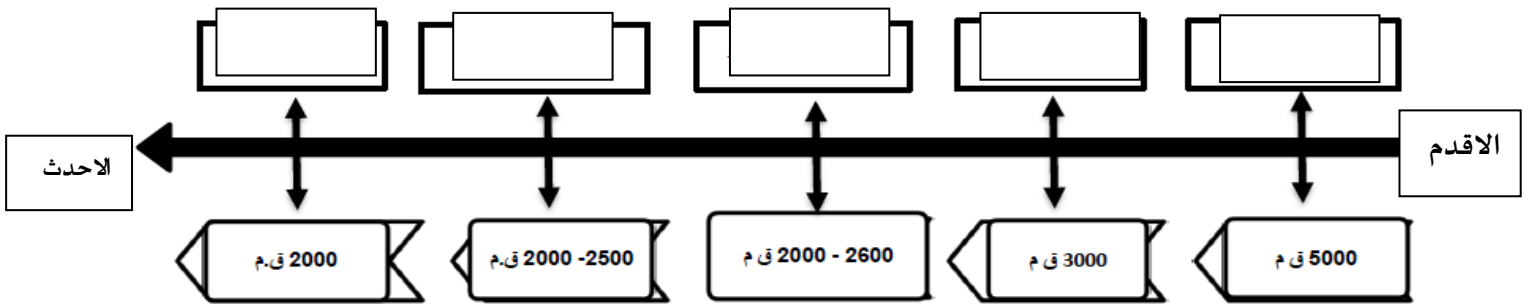 الاقدم
الاحدث
5000 ق م
3000 ق م
2600 - 2000 ق م
2500- 2000 ق.م
2000 ق.م